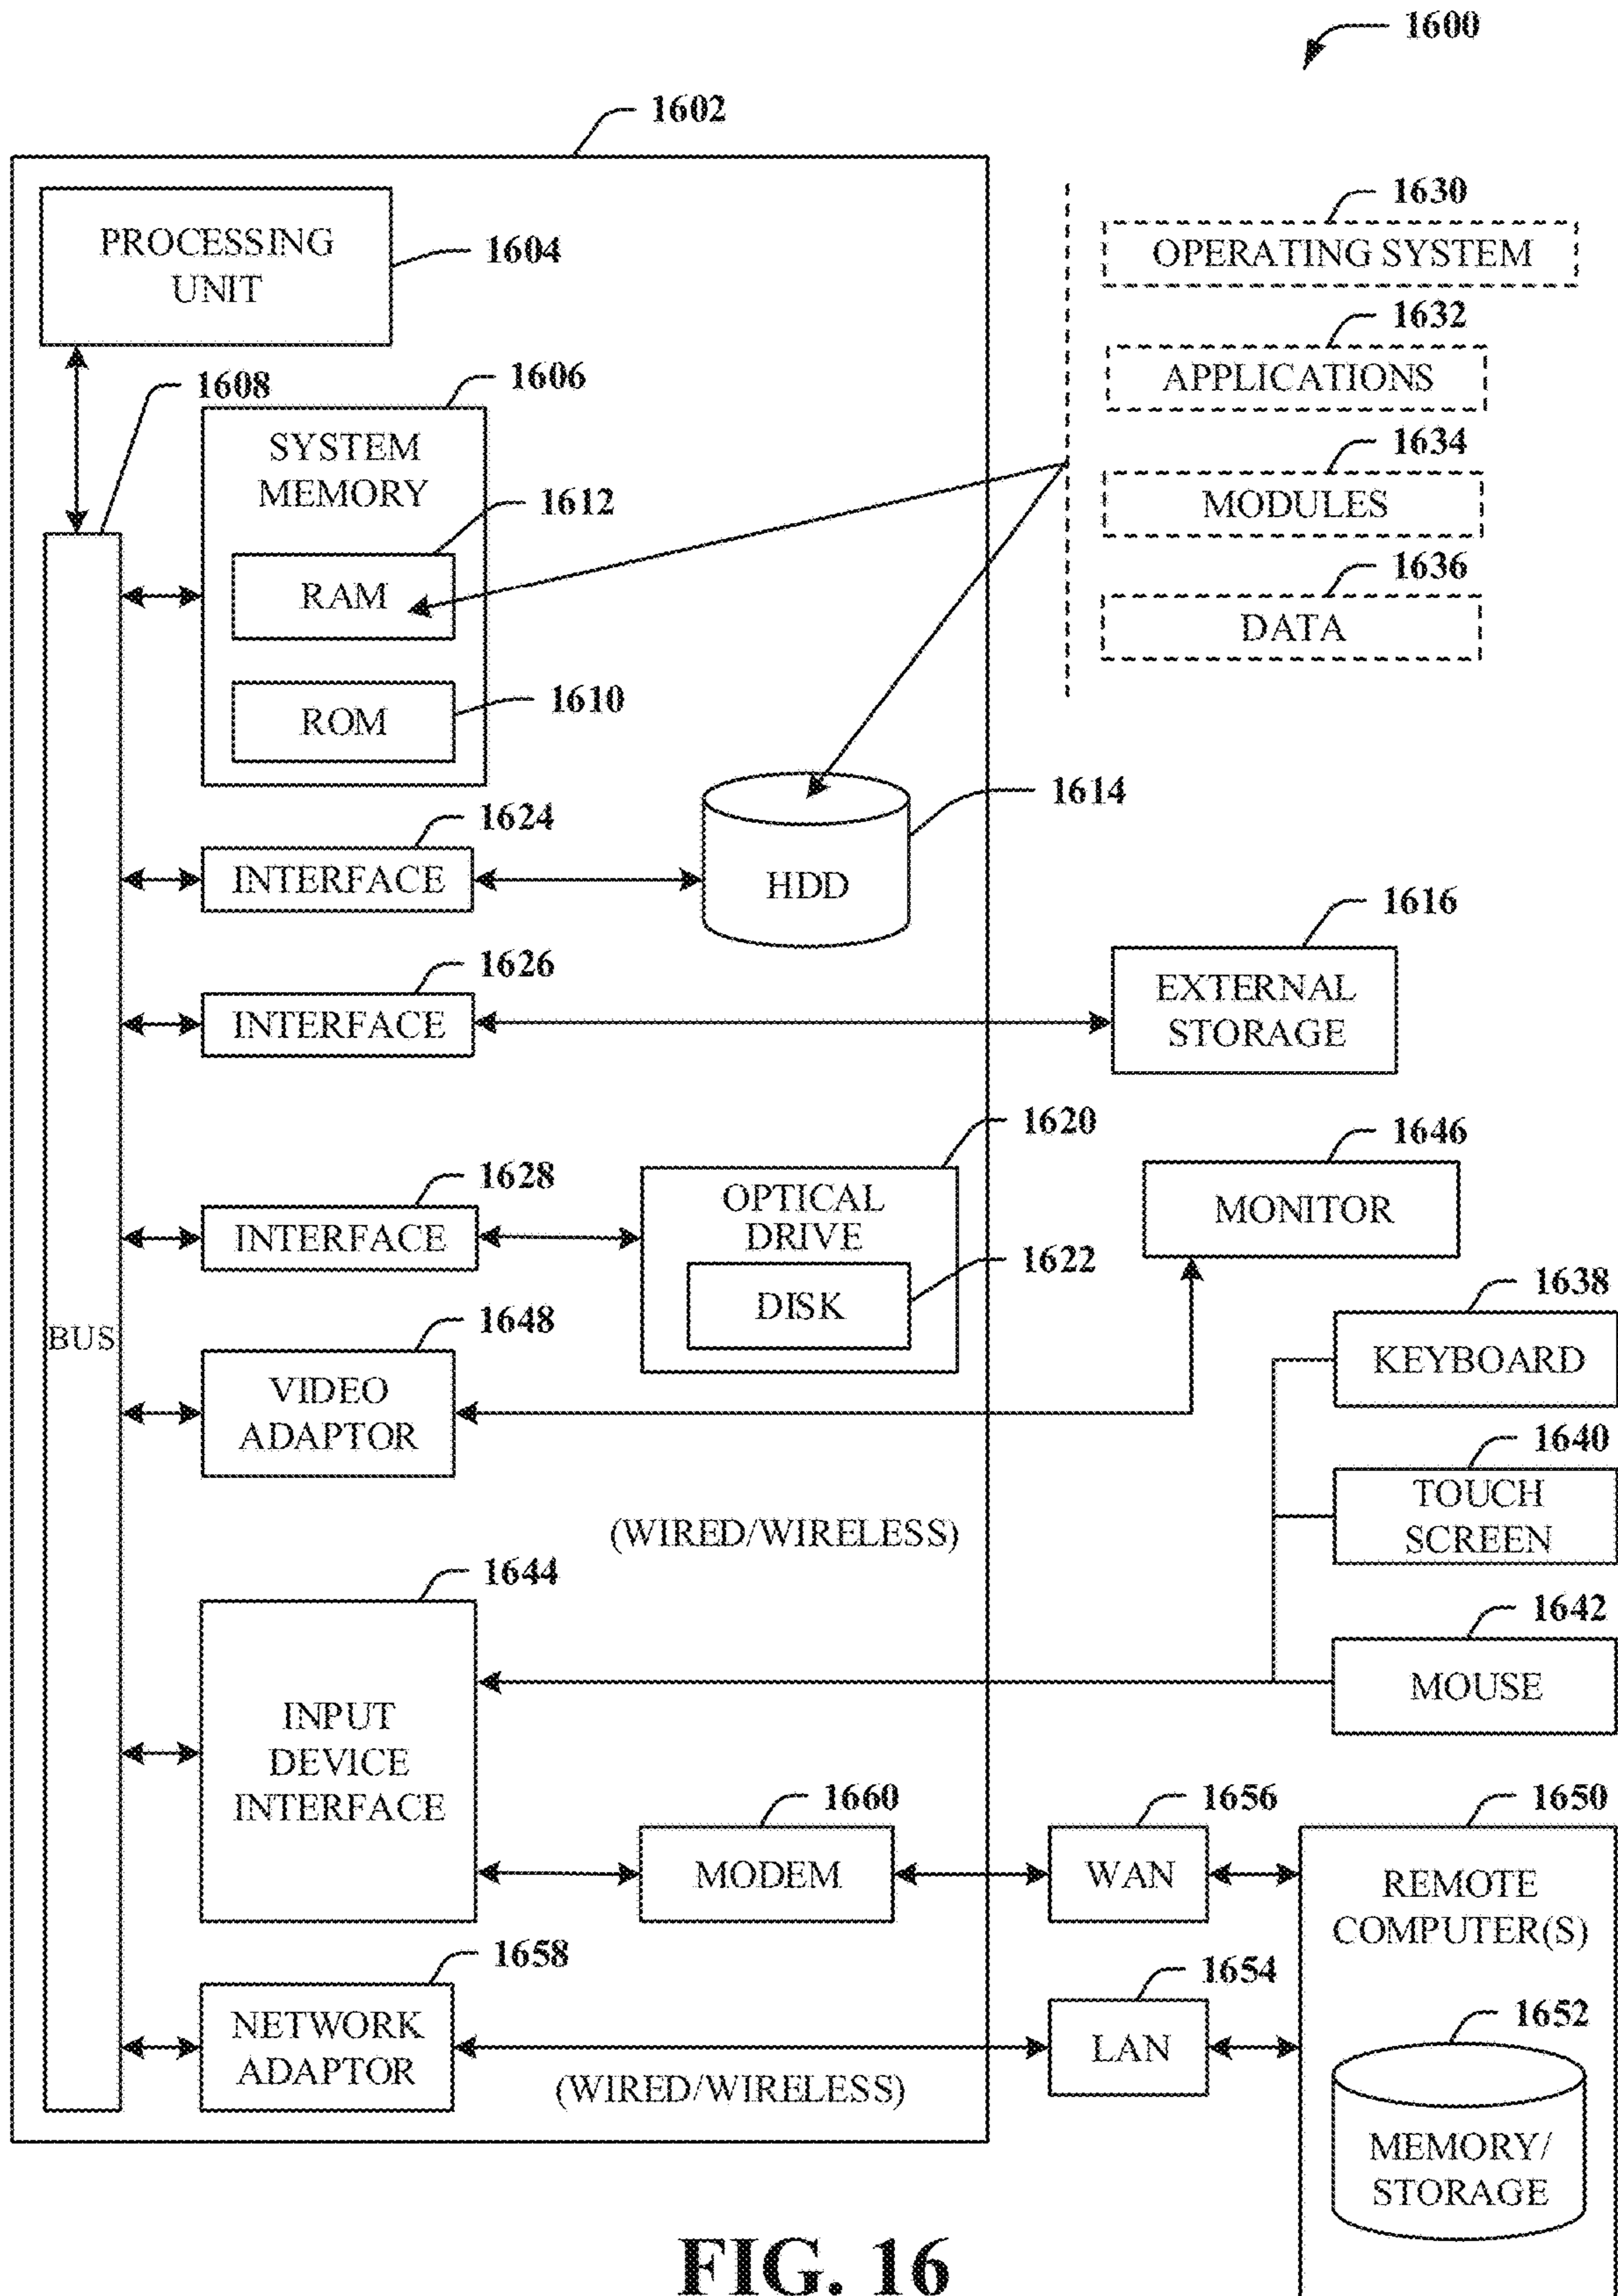 1600
1602
PROCESSING
UNIT
1604
1630
OPERATING SYSTEM
1632
APPLICATIONS
1634
MODULES
1636
DATA
1608
1606
SYSTEM
MEMORY
1612
RAM
1610
ROM
1624
INTERFACE
1614
HDD
1626
INTERFACE
1616
EXTERNAL
STORAGE
1628
INTERFACE
1620
OPTICAL
DRIVE
1622
DISK
1646
MONITOR
BUS
1648
VIDEO
ADAPTOR
1638
KEYBOARD
1640
TOUCH
SCREEN
(WIRED/WIRELESS)
1642
MOUSE
1644
INPUT
DEVICE
INTERFACE
1660
MODEM
1656
WAN
1650
REMOTE
COMPUTER(S)
1658
NETWORK
ADAPTOR
1654
LAN
1652
MEMORY/
STORAGE
(WIRED/WIRELESS)
FIG. 16